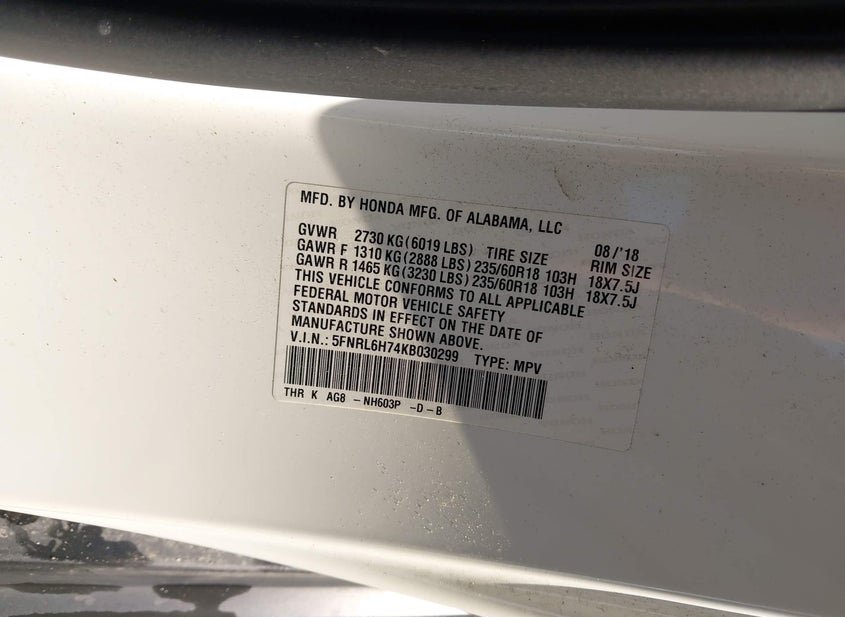 MFD. BY HONDA MFG. OF ALABAMA, LLC
08/'18
GVWR 2730 KG(6019 LBS) TIRE SIZE RIM SIZE
GAWR F 1310 KG(2888 LBS) 235/60R18 103H 18X7.5J
GAWR R 1465 KG(3230 LBS) 235/60R18 103H 18X7.5J
THIS VEHICLE CONFORMS TO ALL APPLICABLE
FEDERAL MOTOR VEHICLE SAFETY
STANDARDS IN EFFECT ON THE DATE OF
MANUFACTURE SHOWN ABOVE.
V.I.N.: 5FNRL6H74KB030299 TYPE: MPV
THR K AG8 -NH603P -D-B